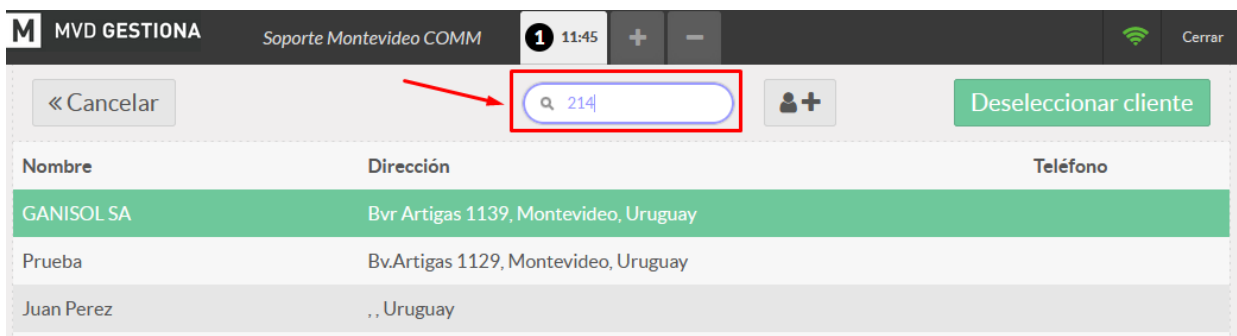 M MVD GESTIONA Soporte Montevideo COMM 1 11:45 + − Cerrar
« Cancelar 214 Deseleccionar cliente
Nombre Dirección Teléfono
GANISOL SA Bvr Artigas 1139, Montevideo, Uruguay
Prueba Bv.Artigas 1129, Montevideo, Uruguay
Juan Perez , , Uruguay